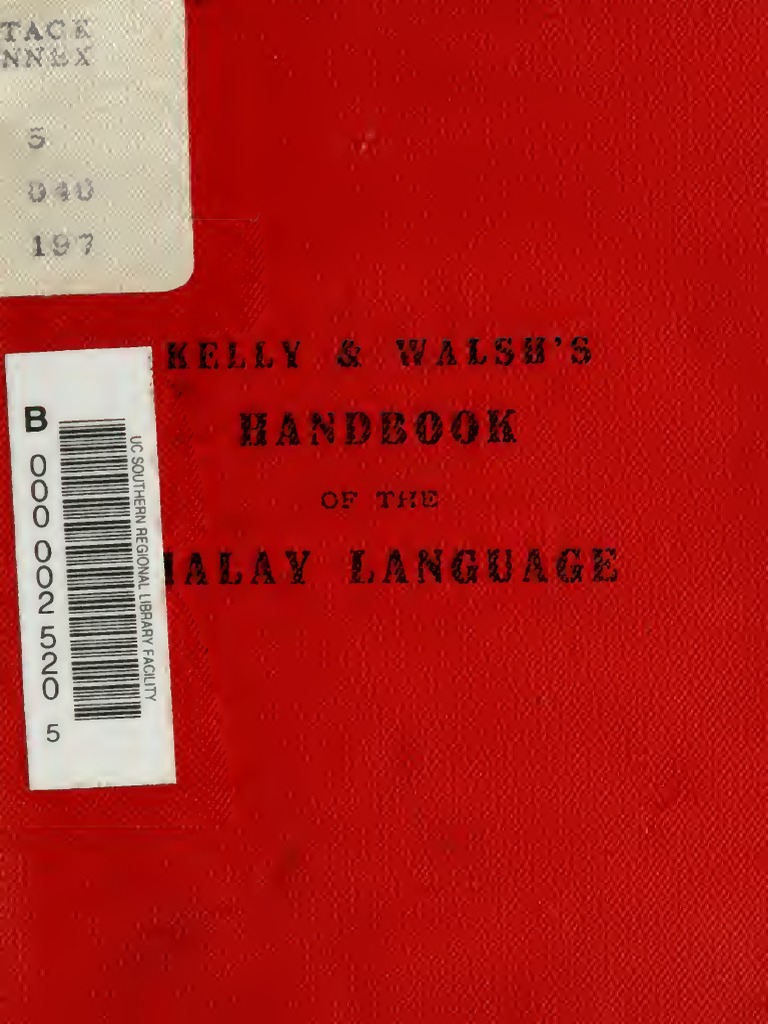 TACK
NNEX
5
040
197
KELLY & WALSH'S
HANDBOOK
OF THE
MALAY LANGUAGE
B
000 002 520
5
UC SOUTHERN REGIONAL LIBRARY FACILITY